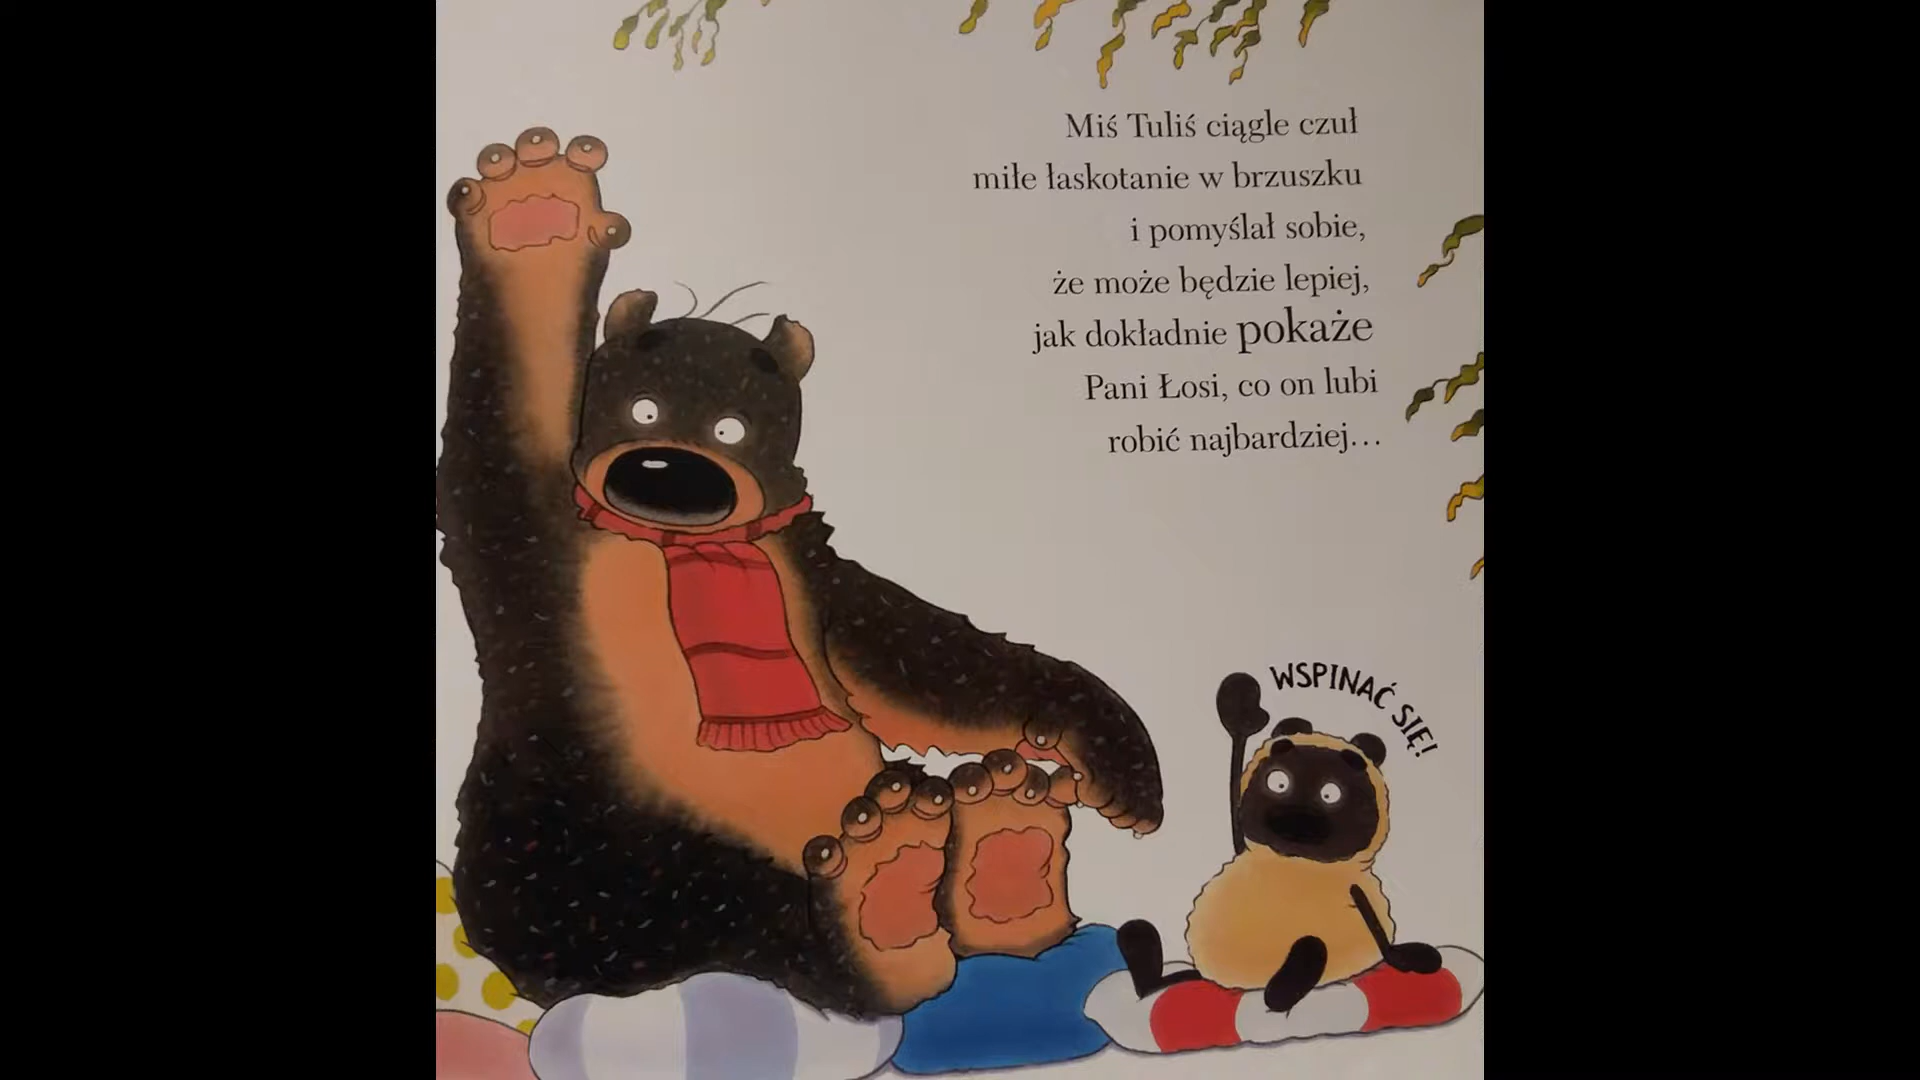 Miś Tuliś ciągle czuł
miłe łaskotanie w brzuszku
i pomyślał sobie,
że może będzie lepiej,
jak dokładnie pokaże
Pani Łosi, co on lubi
robić najbardziej…
WSPINAĆ SIĘ!